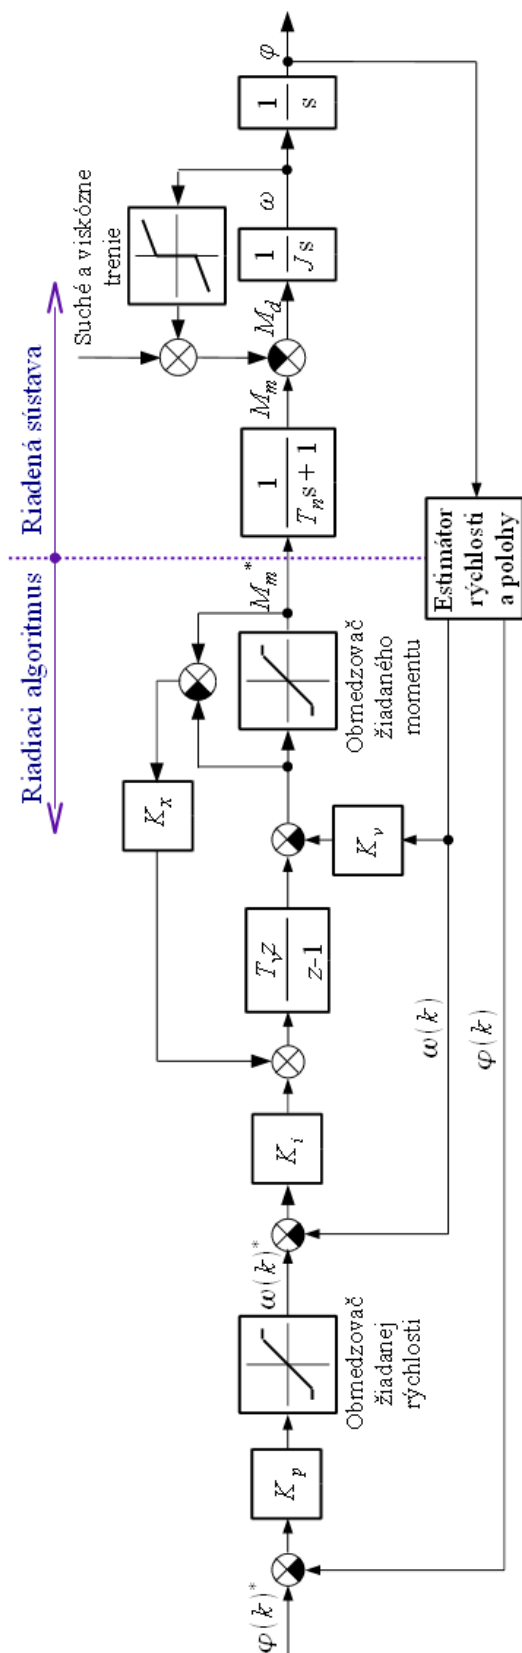 Riadiaci algoritmus
Riadená sústava
Suché a viskózne
trenie
φ(k)*
K_p
Obmedzovač
žiadanej
rýchlosti
ω(k)*
K_i
T_v z
z-1
K_x
K_v
Obmedzovač
žiadaného
momentu
M_m*
1
T_n s + 1
M_m
M_d
1
J s
ω
1
s
φ
Estimátor
rýchlosti
a polohy
ω(k)
φ(k)